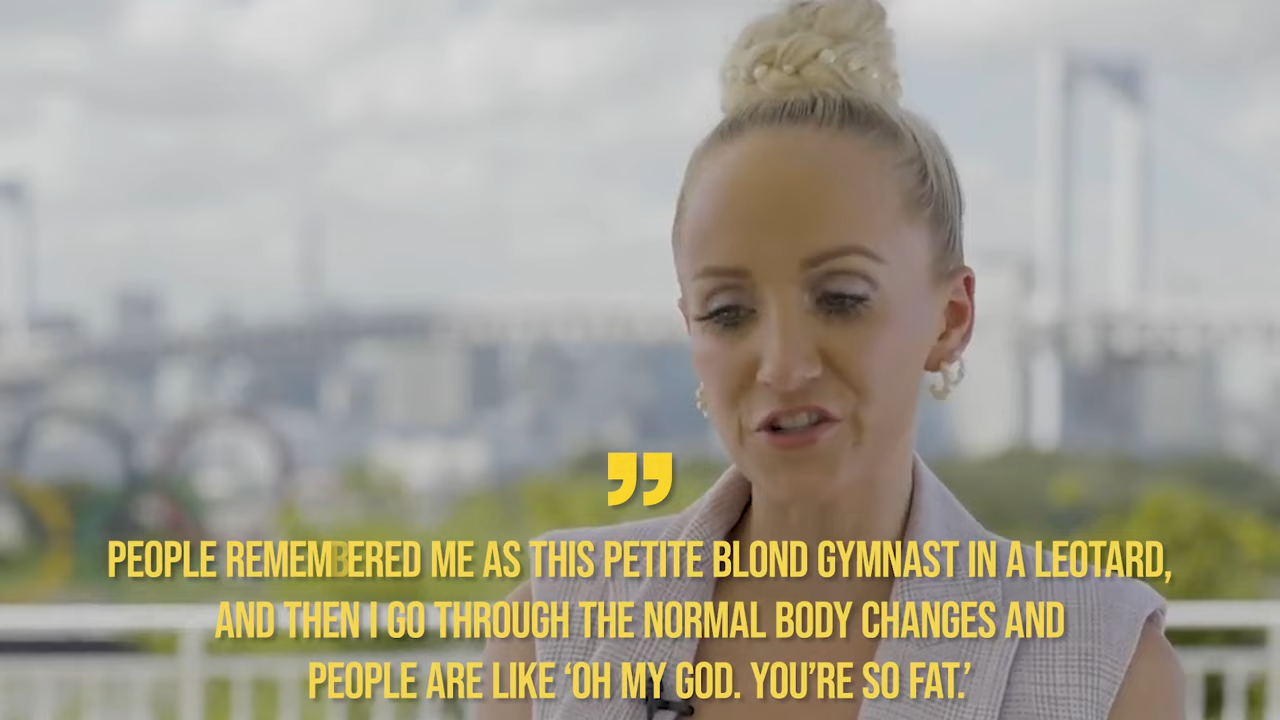 ”
PEOPLE REMEMBERED ME AS THIS PETITE BLOND GYMNAST IN A LEOTARD,
AND THEN I GO THROUGH THE NORMAL BODY CHANGES AND
PEOPLE ARE LIKE ‘OH MY GOD. YOU’RE SO FAT.’